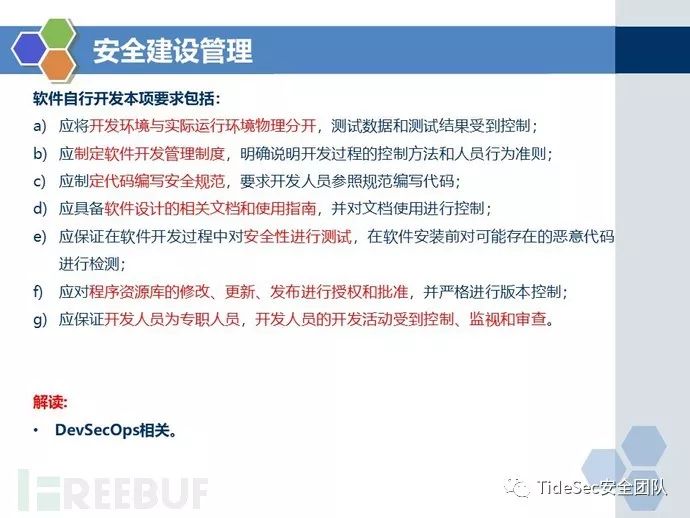 安全建设管理
软件自行开发本项要求包括：
a) 应将开发环境与实际运行环境物理分开，测试数据和测试结果受到控制；
b) 应制定软件开发管理制度，明确说明开发过程的控制方法和人员行为准则；
c) 应制定代码编写安全规范，要求开发人员参照规范编写代码；
d) 应具备软件设计的相关文档和使用指南，并对文档使用进行控制；
e) 应保证在软件开发过程中对安全性进行测试，在软件安装前对可能存在的恶意代码
进行检测；
f) 应对程序资源库的修改、更新、发布进行授权和批准，并严格进行版本控制；
g) 应保证开发人员为专职人员，开发人员的开发活动受到控制、监视和审查。
解读:
• DevSecOps相关。
FREEBUF
TideSec安全团队